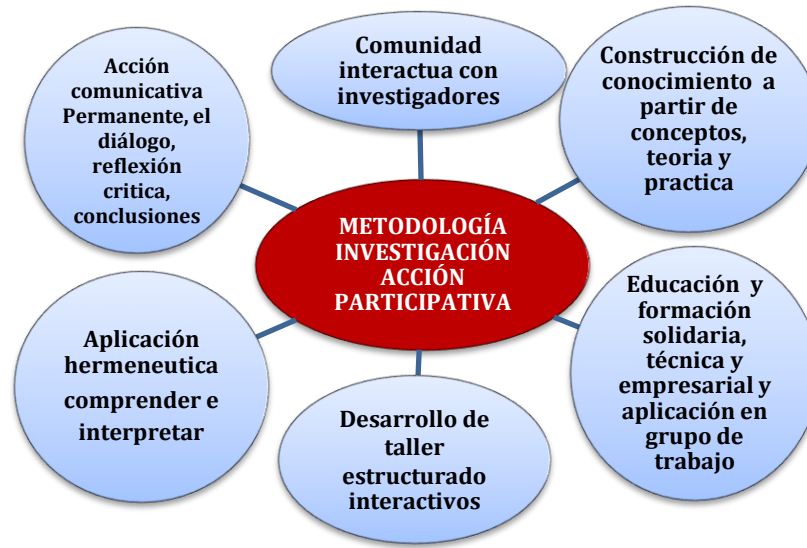 Acción
comunicativa
Permanente, el
diálogo,
reflexión
critica,
conclusiones
Comunidad
interactua con
investigadores
Construcción de
conocimiento a
partir de
conceptos,
teoria y
practica
METODOLOGÍA
INVESTIGACIÓN
ACCIÓN
PARTICIPATIVA
Aplicación
hermeneutica
comprender e
interpretar
Desarrollo de
taller
estructurado
interactivos
Educación y
formación
solidaria,
técnica y
empresarial y
aplicación en
grupo de
trabajo